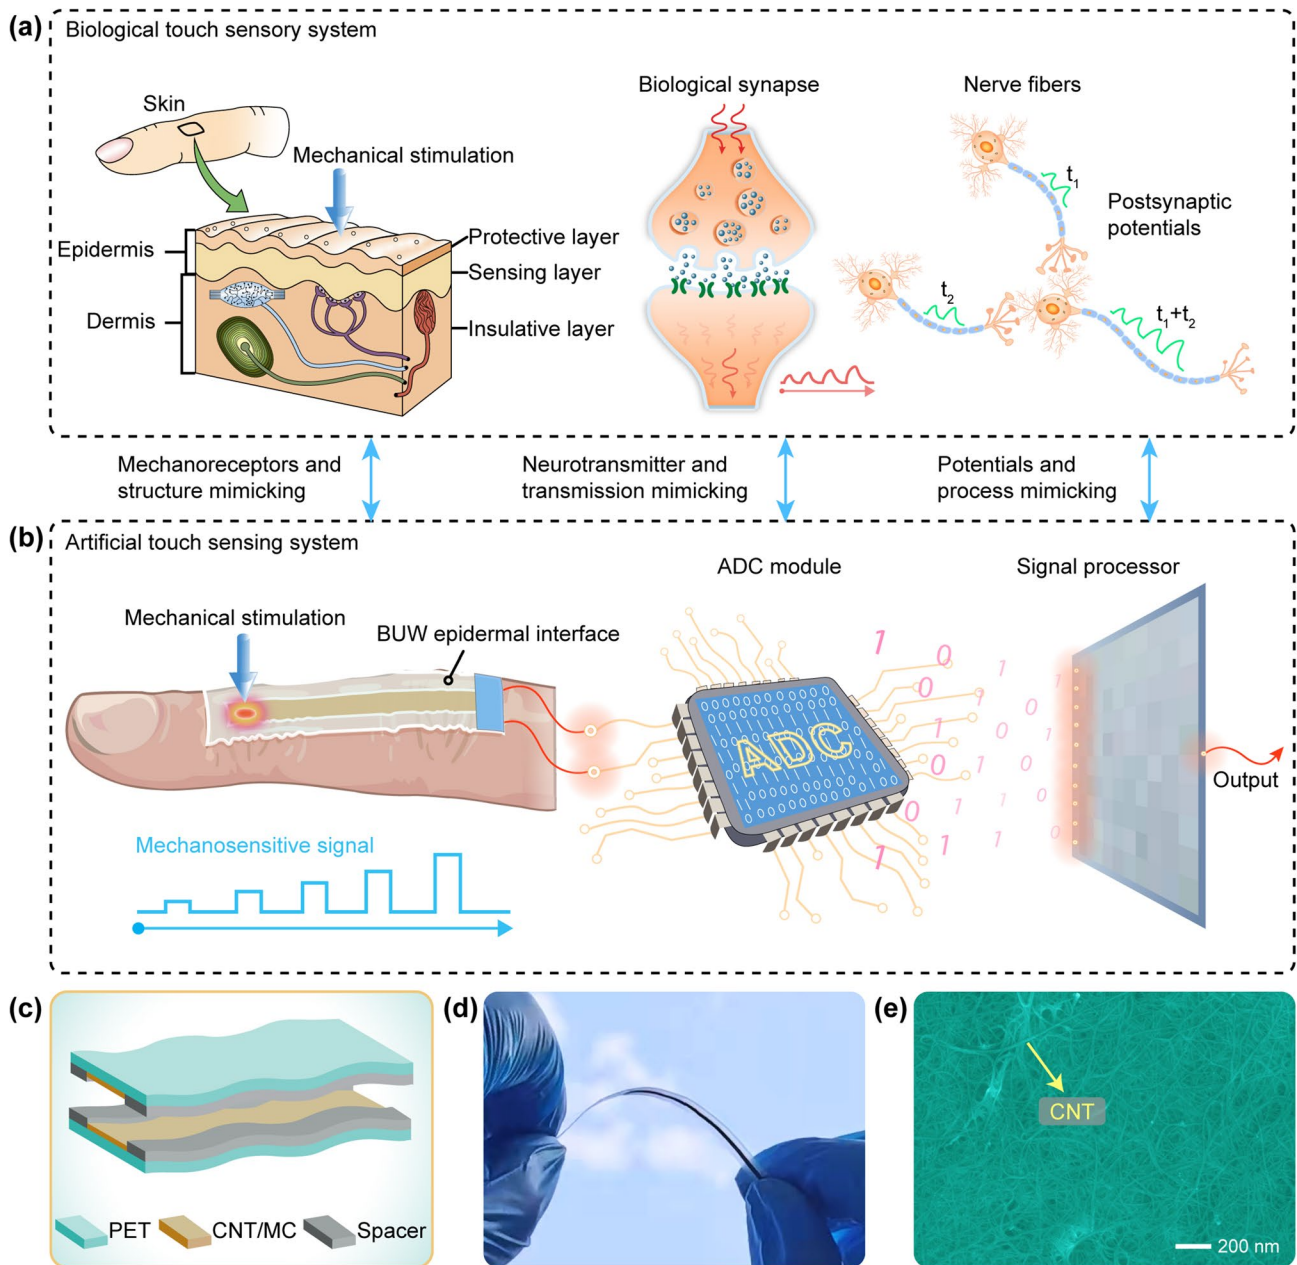 (a)
Biological touch sensory system
Skin
Mechanical stimulation
Epidermis
Dermis
Protective layer
Sensing layer
Insulative layer
Biological synapse
Nerve fibers
t1
t2
t1+t2
Postsynaptic
potentials
Mechanoreceptors and
structure mimicking
Neurotransmitter and
transmission mimicking
Potentials and
process mimicking
(b)
Artificial touch sensing system
Mechanical stimulation
BUW epidermal interface
ADC module
Signal processor
ADC
Output
Mechanosensitive signal
(c)
PET
CNT/MC
Spacer
(d)
(e)
CNT
200 nm